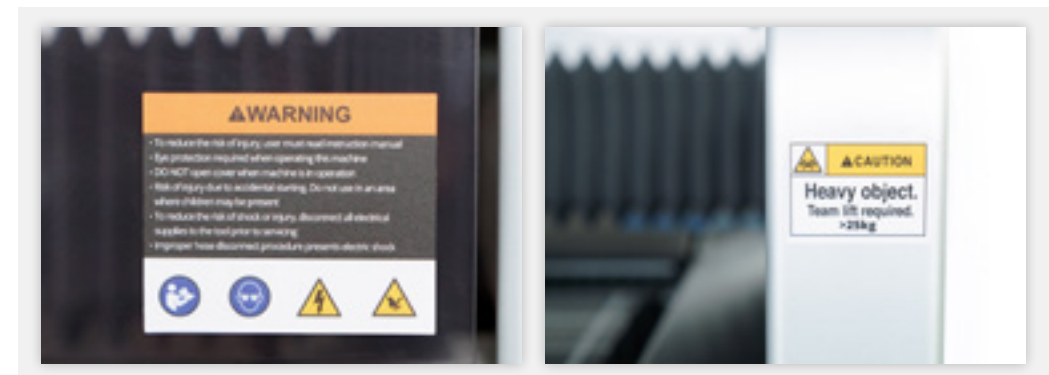 WARNING
- To reduce the risk of injury, user must read instruction manual
- Eye protection required when operating this machine
- DO NOT open cover when machine is in operation
- Risk of injury due to accidental starting. Do not use in an area
where children may be present
- To reduce the risk of shock or injury, disconnect all electrical
supplies to the tool prior to servicing
- Improper hose disconnect procedure presents electric shock
CAUTION
Heavy object.
Team lift required.
>25kg